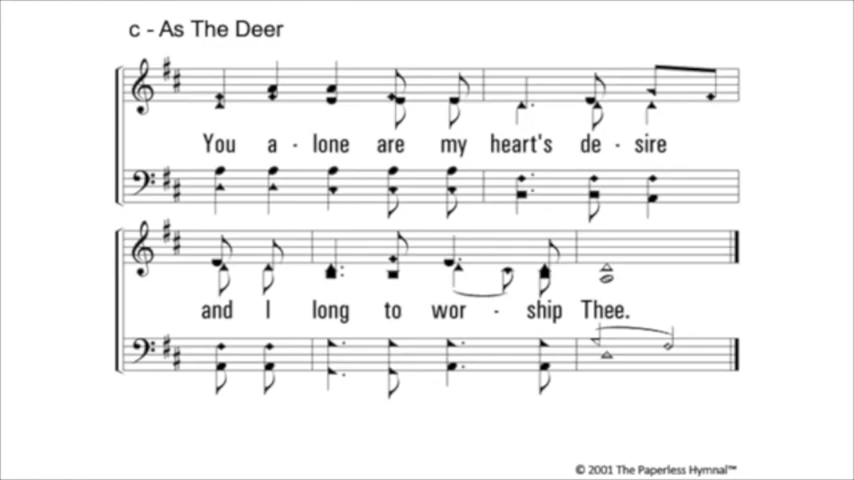 c - As The Deer
You a - lone are my heart's de - sire
and I long to wor - ship Thee.
© 2001 The Paperless Hymnal™